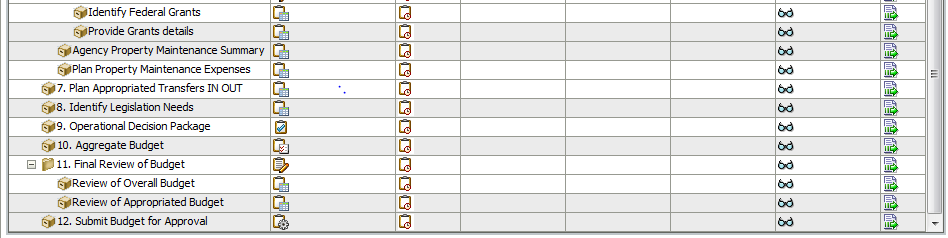 Identify Federal Grants
Provide Grants details
Agency Property Maintenance Summary
Plan Property Maintenance Expenses
7. Plan Appropriated Transfers IN OUT
8. Identify Legislation Needs
9. Operational Decision Package
10. Aggregate Budget
11. Final Review of Budget
Review of Overall Budget
Review of Appropriated Budget
12. Submit Budget for Approval